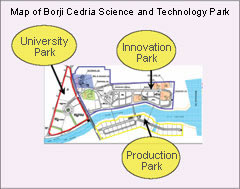 Map of Borji Cedria Science and Technology Park
University
Park
Innovation
Park
Production
Park